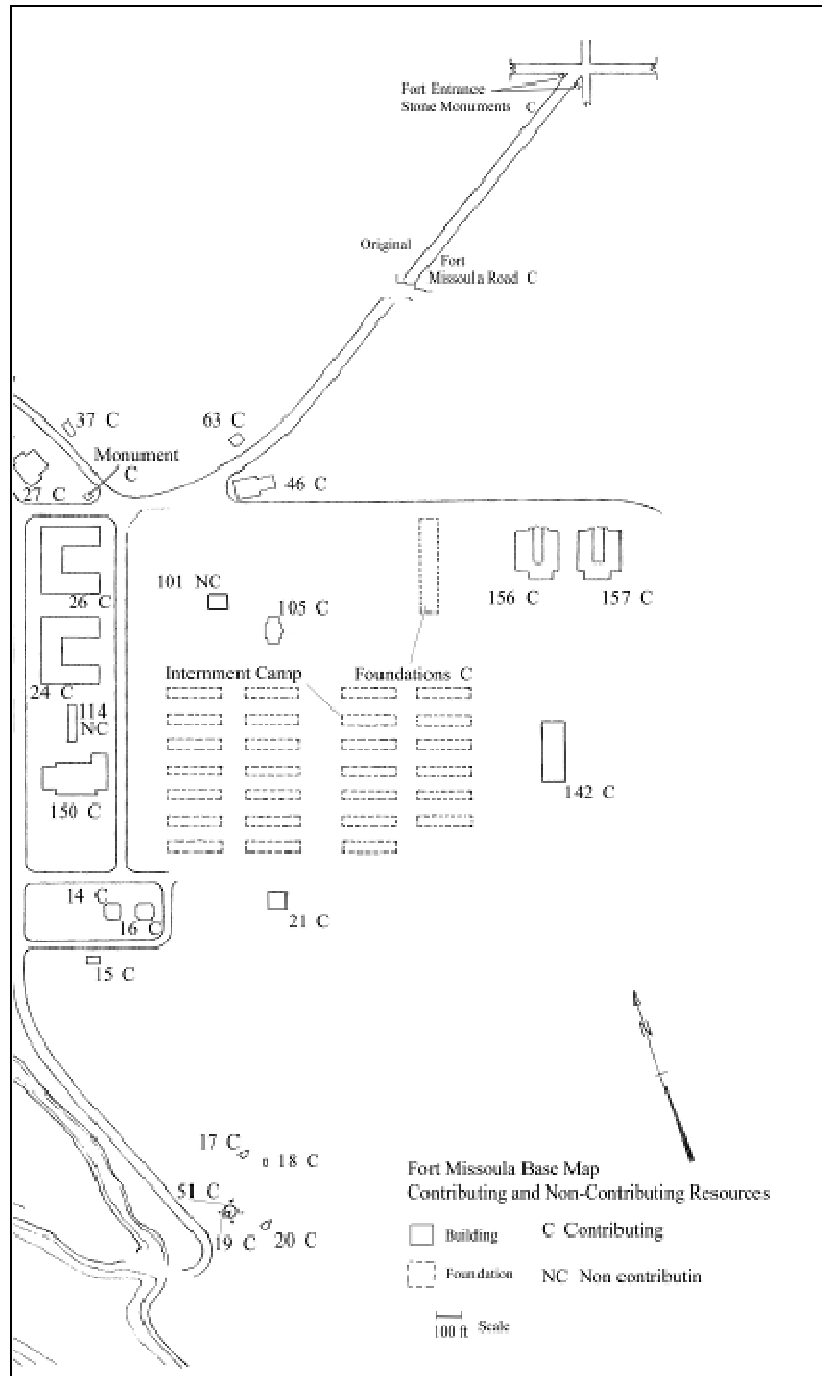 Fort Entrance
Stone Monuments C
Original
Fort
Missoula Road C
37 C
63 C
Monument
C
27 C
46 C
101 NC
26 C
105 C
156 C
157 C
Internment Camp
Foundations C
24 C
114
NC
142 C
150 C
14 C
16 C
21 C
15 C
N
17 C
18 C
51 C
19 C
20 C
Fort Missoula Base Map
Contributing and Non-Contributing Resources
Building
C Contributing
Foundation
NC Non contributin
100 ft Scale